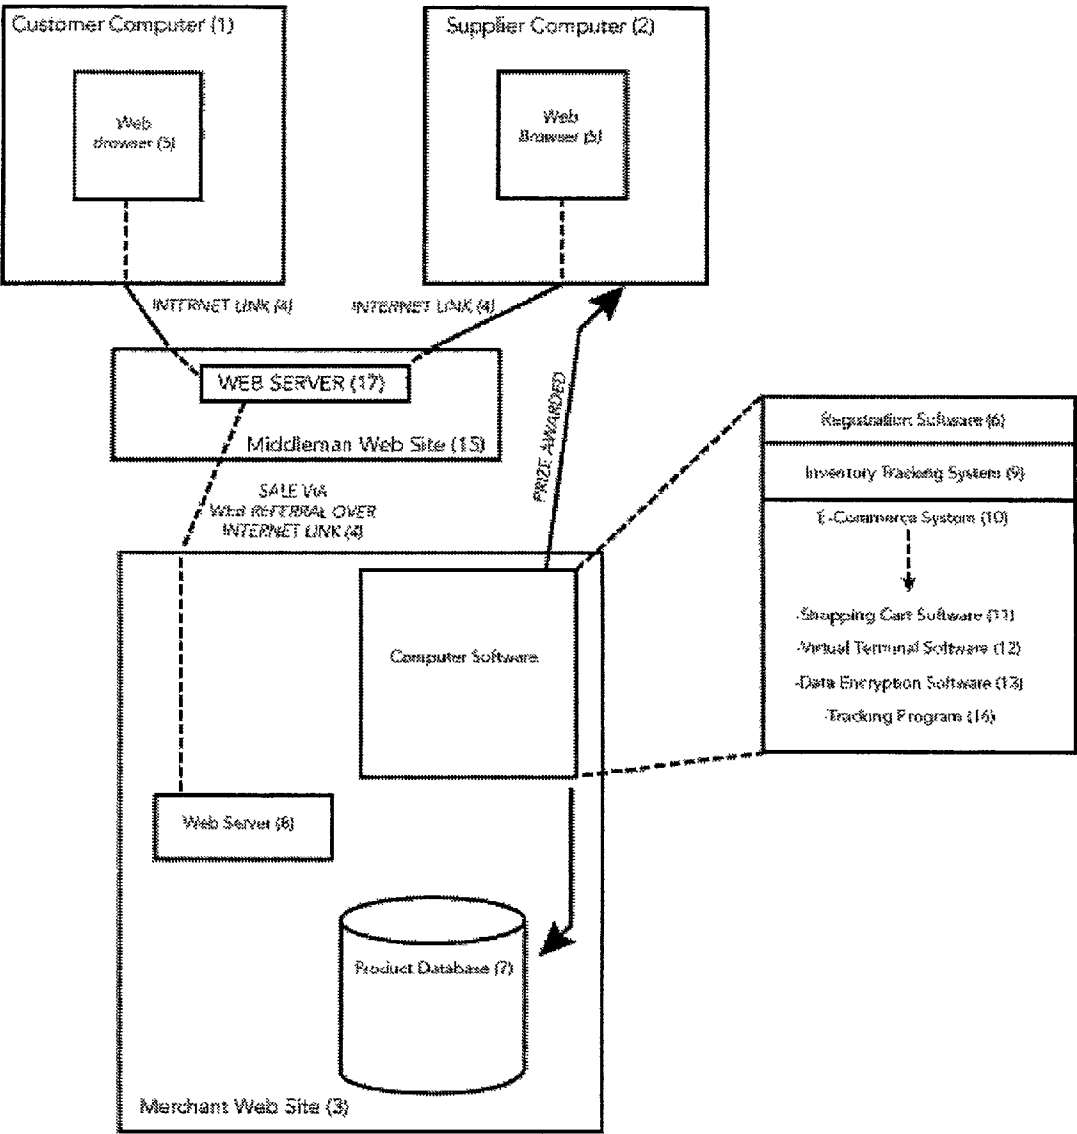 Customer Computer (1)
Supplier Computer (2)
Web
Browser (5)
Web
Browser (5)
INTERNET LINK (4)
INTERNET LINK (4)
WEB SERVER (17)
Middleman Web Site (15)
PRIZE AWARDED
SALE VIA
WEB REFERRAL OVER
INTERNET LINK (4)
Registration Software (6)
Inventory Tracking System (9)
E-Commerce System (10)
-Shopping Cart Software (11)
-Virtual Terminal Software (12)
-Data Encryption Software (13)
-Tracking Program (16)
Computer Software
Web Server (8)
Product Database (7)
Merchant Web Site (3)